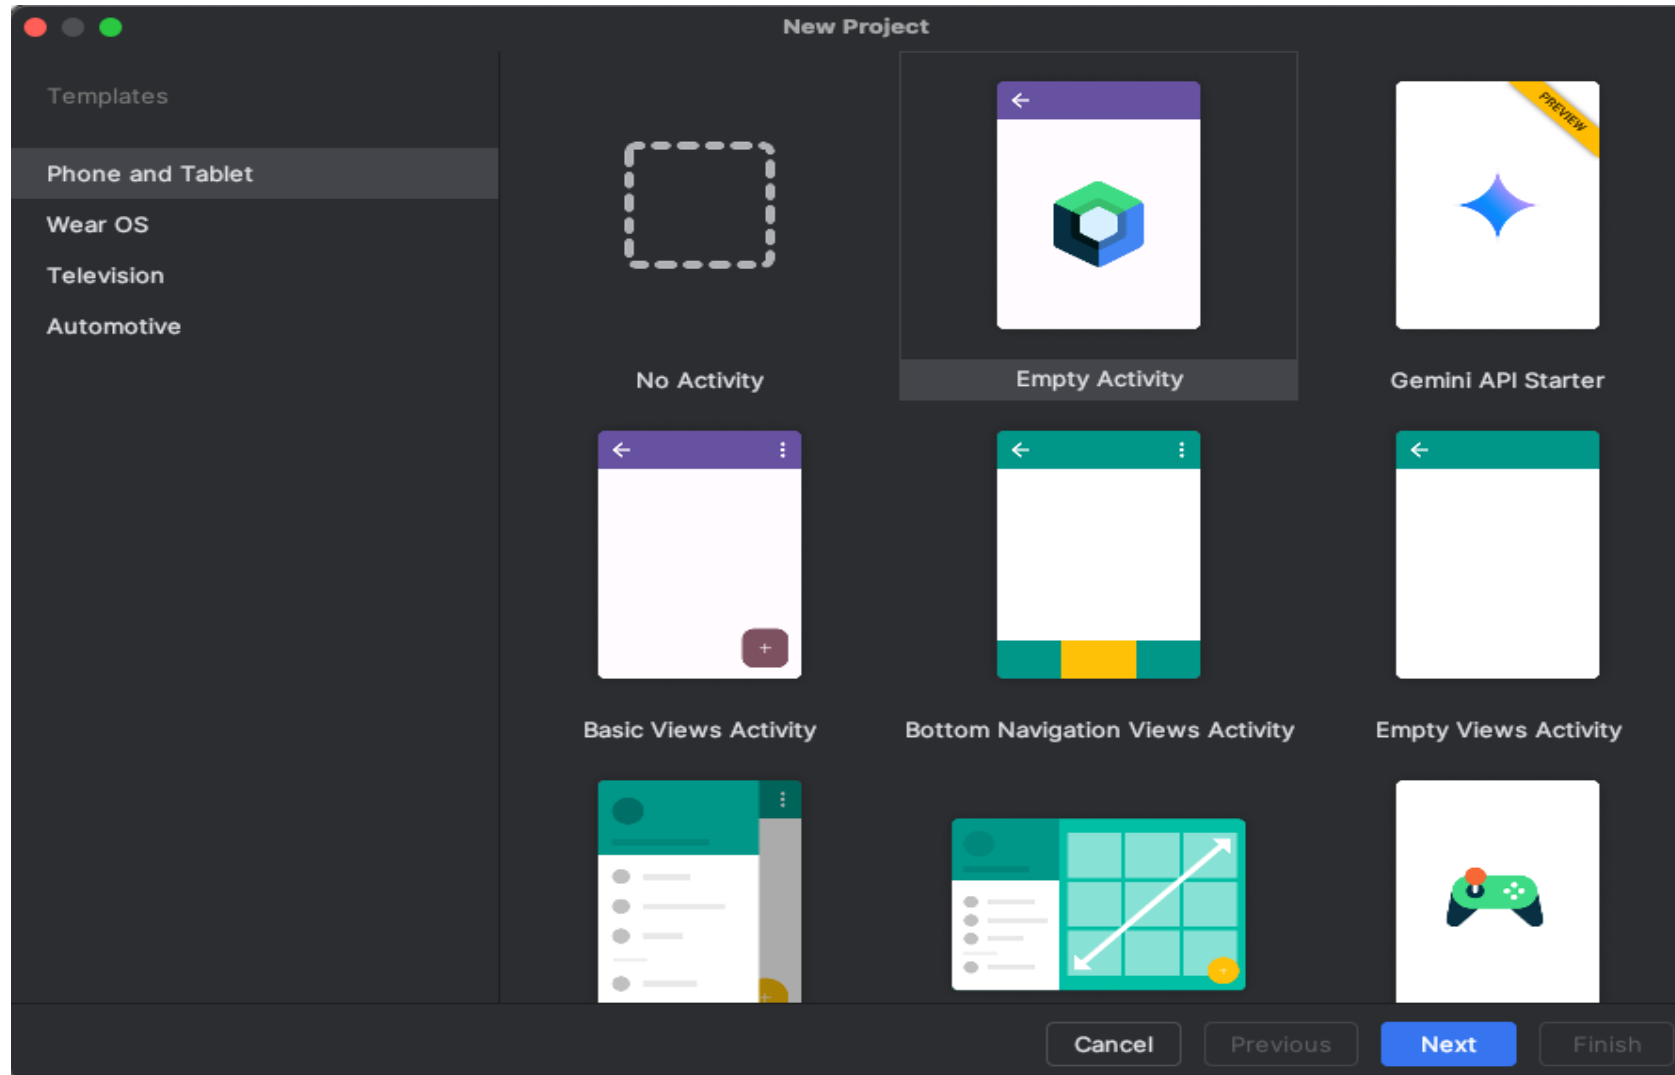 New Project
Templates
Phone and Tablet
Wear OS
Television
Automotive
PREVIEW
No Activity
Empty Activity
Gemini API Starter
Basic Views Activity
Bottom Navigation Views Activity
Empty Views Activity
Cancel
Previous
Next
Finish